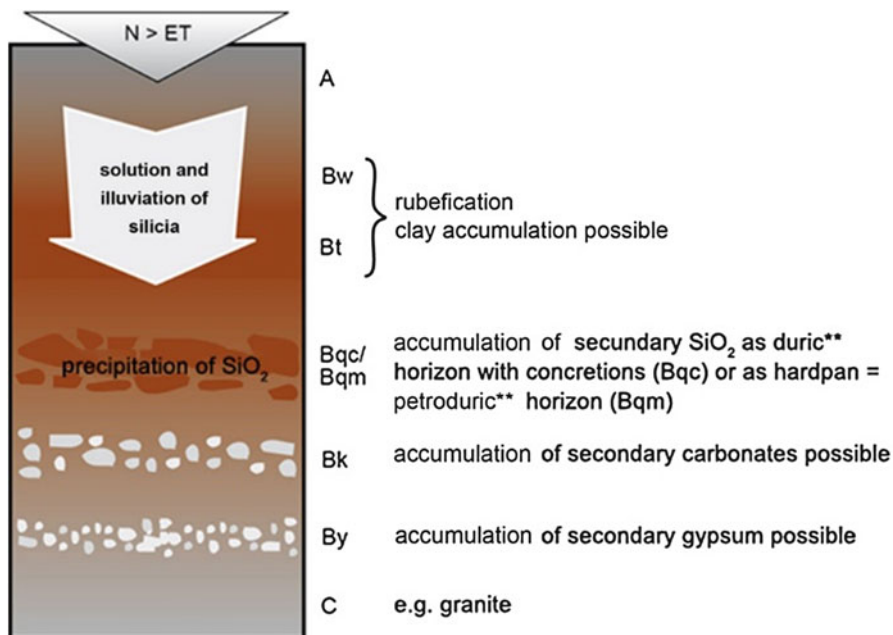 N > ET
A
solution and
illuviation of
silicia
Bw
Bt
rubefication
clay accumulation possible
precipitation of SiO₂
Bqc/
Bqm
accumulation of secundary SiO₂ as duric**
horizon with concretions (Bqc) or as hardpan =
petroduric** horizon (Bqm)
Bk accumulation of secondary carbonates possible
By accumulation of secondary gypsum possible
C e.g. granite